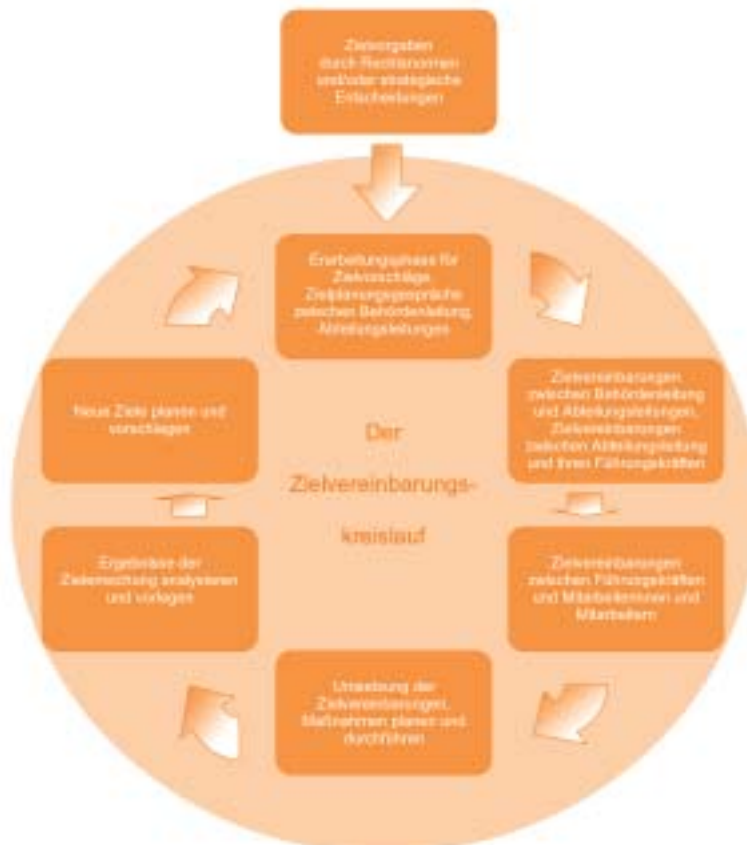 Zielvorgaben
durch Rechtsnormen
und/oder strategische
Entscheidungen
Erarbeitungsphase für
Zielvorschläge
Zielplanungsgespräche
zwischen Behördenleitung,
Abteilungsleitungen
Zielvereinbarungen
zwischen Behördenleitung
und Abteilungsleitungen,
Zielvereinbarungen
zwischen Abteilungsleitung
und ihren Führungskräften
Zielvereinbarungen
zwischen Führungskräften
und Mitarbeiterinnen und
Mitarbeitern
Umsetzung der
Zielvereinbarungen,
Maßnahmen planen und
durchführen
Ergebnisse der
Zielerreichung analysieren
und vorlegen
Neue Ziele planen und
vorschlagen
Der
Zielvereinbarungs-
kreislauf